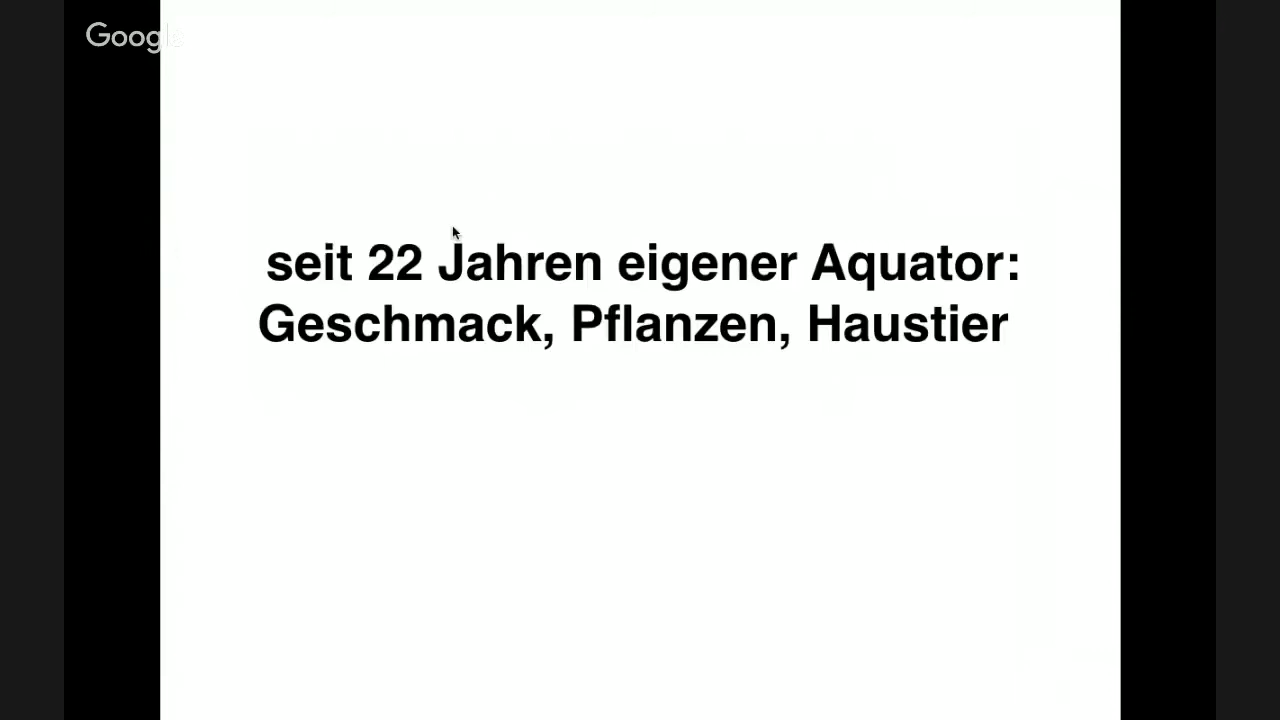 Google
seit 22 Jahren eigener Aquator:
Geschmack, Pflanzen, Haustier